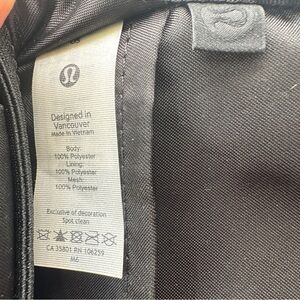 Designed in
Vancouver
Made in Vietnam
Body:
100% Polyester
Lining:
100% Polyester
Mesh:
100% Polyester
Exclusive of decoration
Spot clean
CA 35801 RN 106259
M6